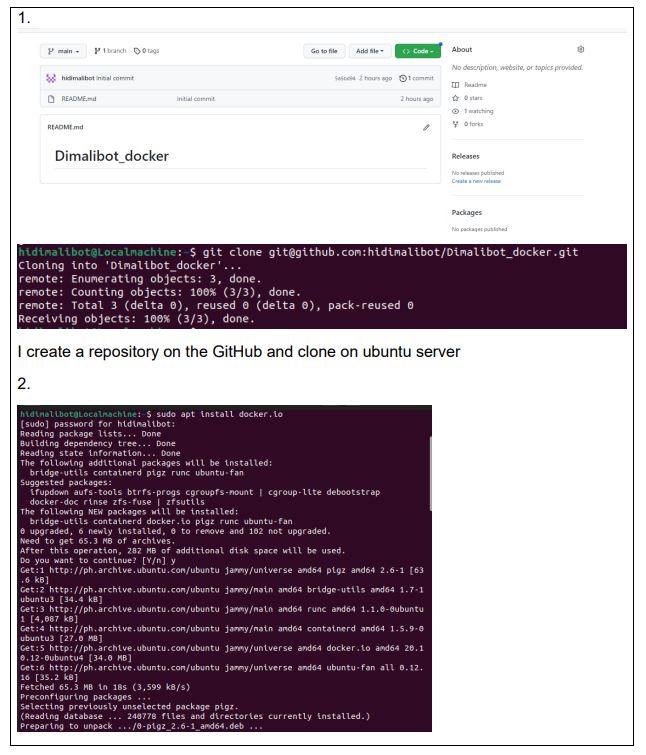 1.
main
1 branch
0 tags
Go to file
Add file
<> Code
About
hidimalibot Initial commit
2 hours ago
1 commit
No description, website, or topics provided.
README.md
Initial commit
2 hours ago
Readme
0 stars
1 watching
0 forks
README.md
Dimalibot_docker
Releases
No releases published
Create a new release
Packages
No packages published
hidimalibot@Localmachine:~$ git clone git@github.com:hidimalibot/Dimalibot_docker.git
Cloning into 'Dimalibot_docker'...
remote: Enumerating objects: 3, done.
remote: Counting objects: 100% (3/3), done.
remote: Total 3 (delta 0), reused 0 (delta 0), pack-reused 0
Receiving objects: 100% (3/3), done.
I create a repository on the GitHub and clone on ubuntu server
2.
hidimalibot@Localmachine:~$ sudo apt install docker.io
[sudo] password for hidimalibot:
Reading package lists... Done
Building dependency tree... Done
Reading state information... Done
The following additional packages will be installed:
bridge-utils containerd pigz runc ubuntu-fan
Suggested packages:
ifupdown aufs-tools btrfs-progs cgroupfs-mount | cgroup-lite debootstrap
docker-doc rinse zfs-fuse | zfsutils
The following NEW packages will be installed:
bridge-utils containerd docker.io pigz runc ubuntu-fan
0 upgraded, 6 newly installed, 0 to remove and 102 not upgraded.
Need to get 65.3 MB of archives.
After this operation, 282 MB of additional disk space will be used.
Do you want to continue? [Y/n] y
Get:1 http://ph.archive.ubuntu.com/ubuntu jammy/universe amd64 pigz amd64 2.6-1 [63
.6 kB]
Get:2 http://ph.archive.ubuntu.com/ubuntu jammy/main amd64 bridge-utils amd64 1.7-1
ubuntu3 [34.4 kB]
Get:3 http://ph.archive.ubuntu.com/ubuntu jammy/main amd64 runc amd64 1.1.0-0ubuntu
1 [4,087 kB]
Get:4 http://ph.archive.ubuntu.com/ubuntu jammy/main amd64 containerd amd64 1.5.9-0
ubuntu3 [27.0 MB]
Get:5 http://ph.archive.ubuntu.com/ubuntu jammy/universe amd64 docker.io amd64 20.1
0.12-0ubuntu4 [34.0 MB]
Get:6 http://ph.archive.ubuntu.com/ubuntu jammy/universe amd64 ubuntu-fan all 0.12.
16 [35.2 kB]
Fetched 65.3 MB in 18s (3,599 kB/s)
Preconfiguring packages ...
Selecting previously unselected package pigz.
(Reading database ... 240778 files and directories currently installed.)
Preparing to unpack .../0-pigz_2.6-1_amd64.deb ...